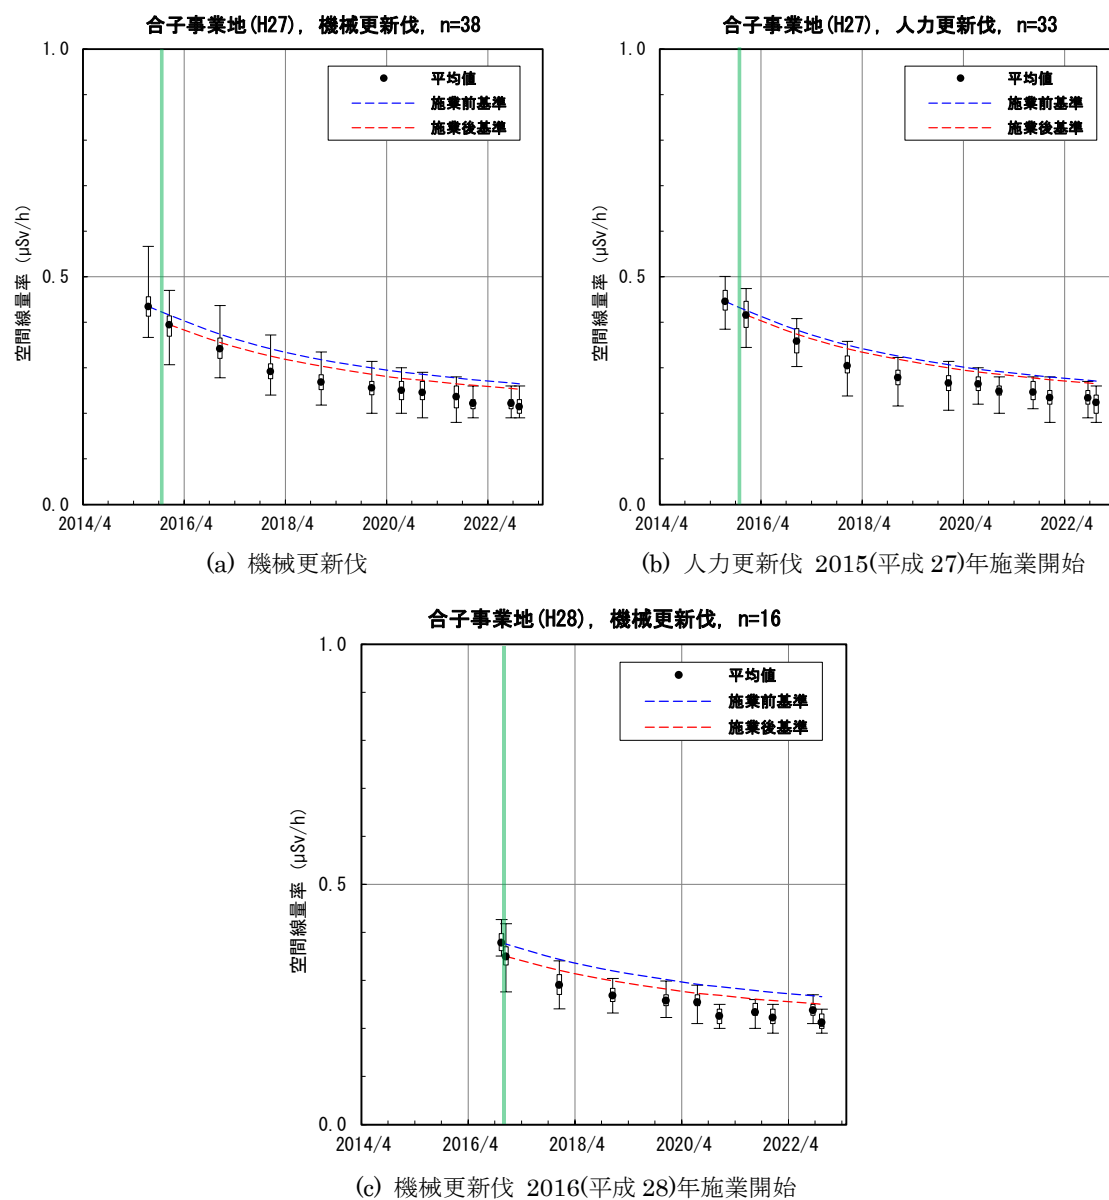 合子事業地(H27), 機械更新伐, n=38
1.0
平均値
施業前基準
施業後基準
空間線量率 (μSv/h)
0.5
0.0
2014/4 2016/4 2018/4 2020/4 2022/4
(a) 機械更新伐
合子事業地(H27), 人力更新伐, n=33
1.0
平均値
施業前基準
施業後基準
空間線量率 (μSv/h)
0.5
0.0
2014/4 2016/4 2018/4 2020/4 2022/4
(b) 人力更新伐 2015(平成 27)年施業開始
合子事業地(H28), 機械更新伐, n=16
1.0
平均値
施業前基準
施業後基準
空間線量率 (μSv/h)
0.5
0.0
2014/4 2016/4 2018/4 2020/4 2022/4
(c) 機械更新伐 2016(平成 28)年施業開始